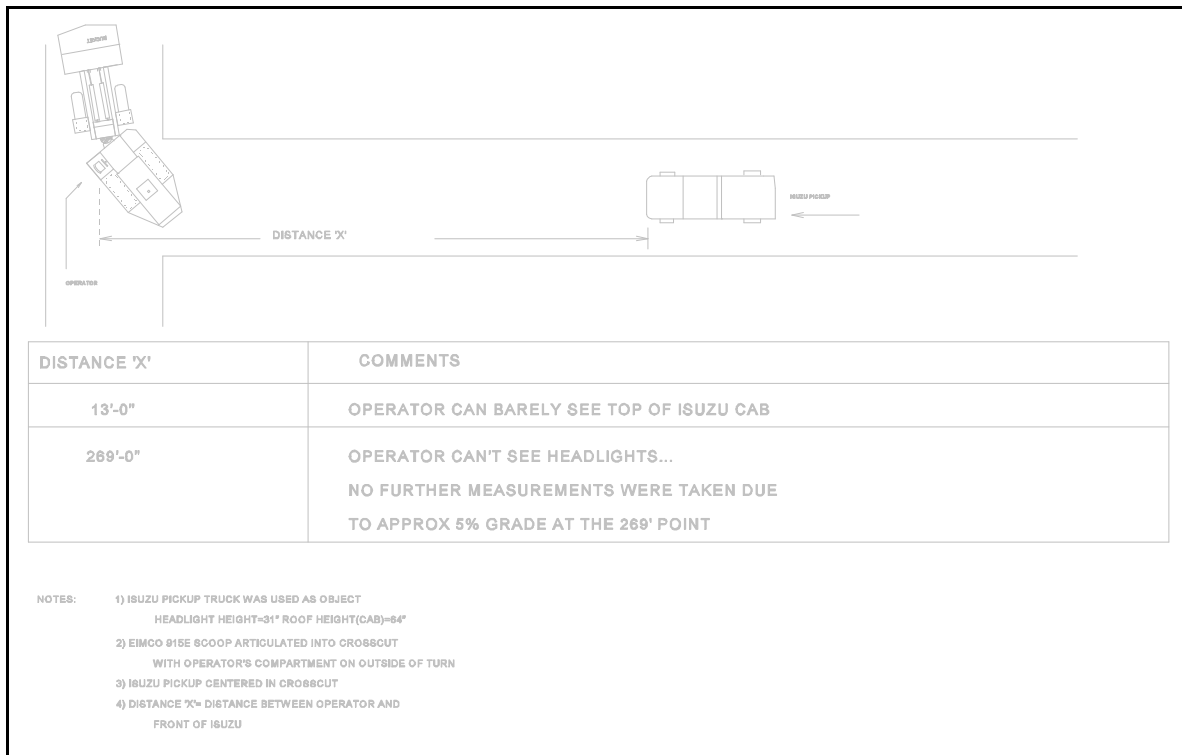 BUCKET
DISTANCE 'X'
ISUZU PICKUP
OPERATOR
DISTANCE 'X' COMMENTS
13'-0" OPERATOR CAN BARELY SEE TOP OF ISUZU CAB
269'-0" OPERATOR CAN'T SEE HEADLIGHTS...
NO FURTHER MEASUREMENTS WERE TAKEN DUE
TO APPROX 5% GRADE AT THE 269' POINT
NOTES: 1) ISUZU PICKUP TRUCK WAS USED AS OBJECT
HEADLIGHT HEIGHT=31" ROOF HEIGHT(CAB)=64"
2) EIMCO 915E SCOOP ARTICULATED INTO CROSSCUT
WITH OPERATOR'S COMPARTMENT ON OUTSIDE OF TURN
3) ISUZU PICKUP CENTERED IN CROSSCUT
4) DISTANCE 'X'= DISTANCE BETWEEN OPERATOR AND
FRONT OF ISUZU